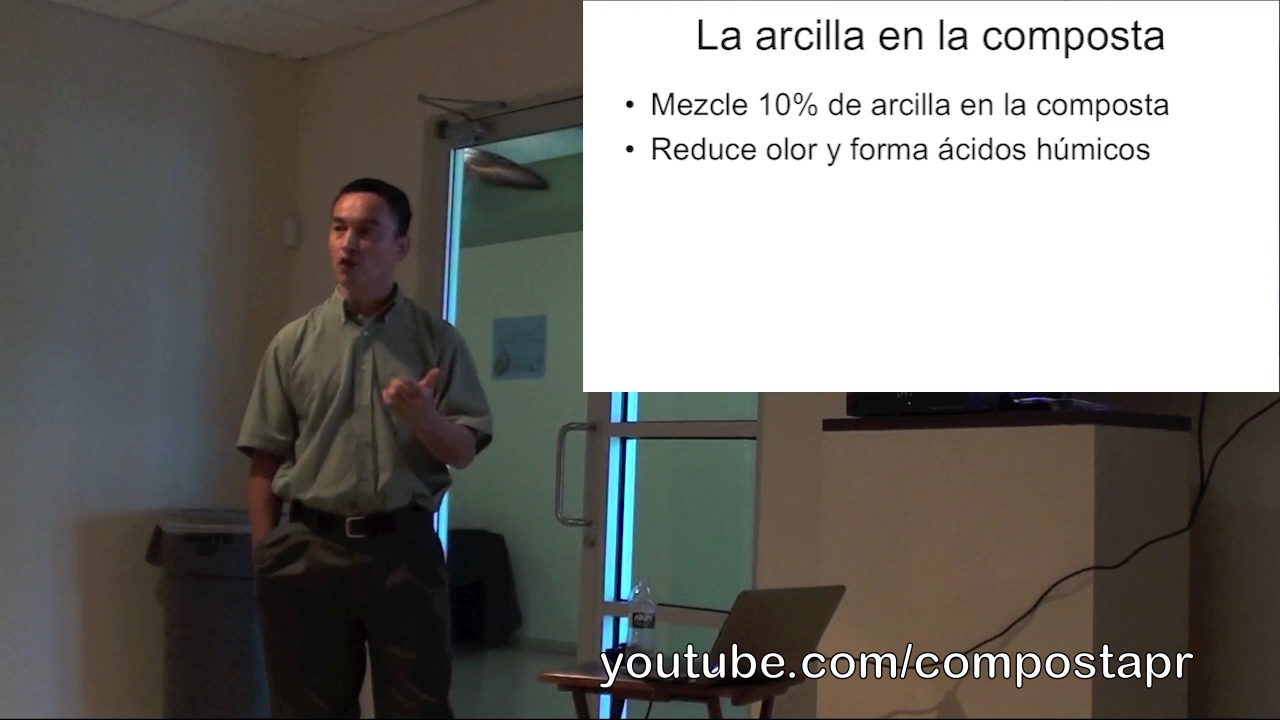 La arcilla en la composta
• Mezcle 10% de arcilla en la composta
• Reduce olor y forma ácidos húmicos
youtube.com/compostapr